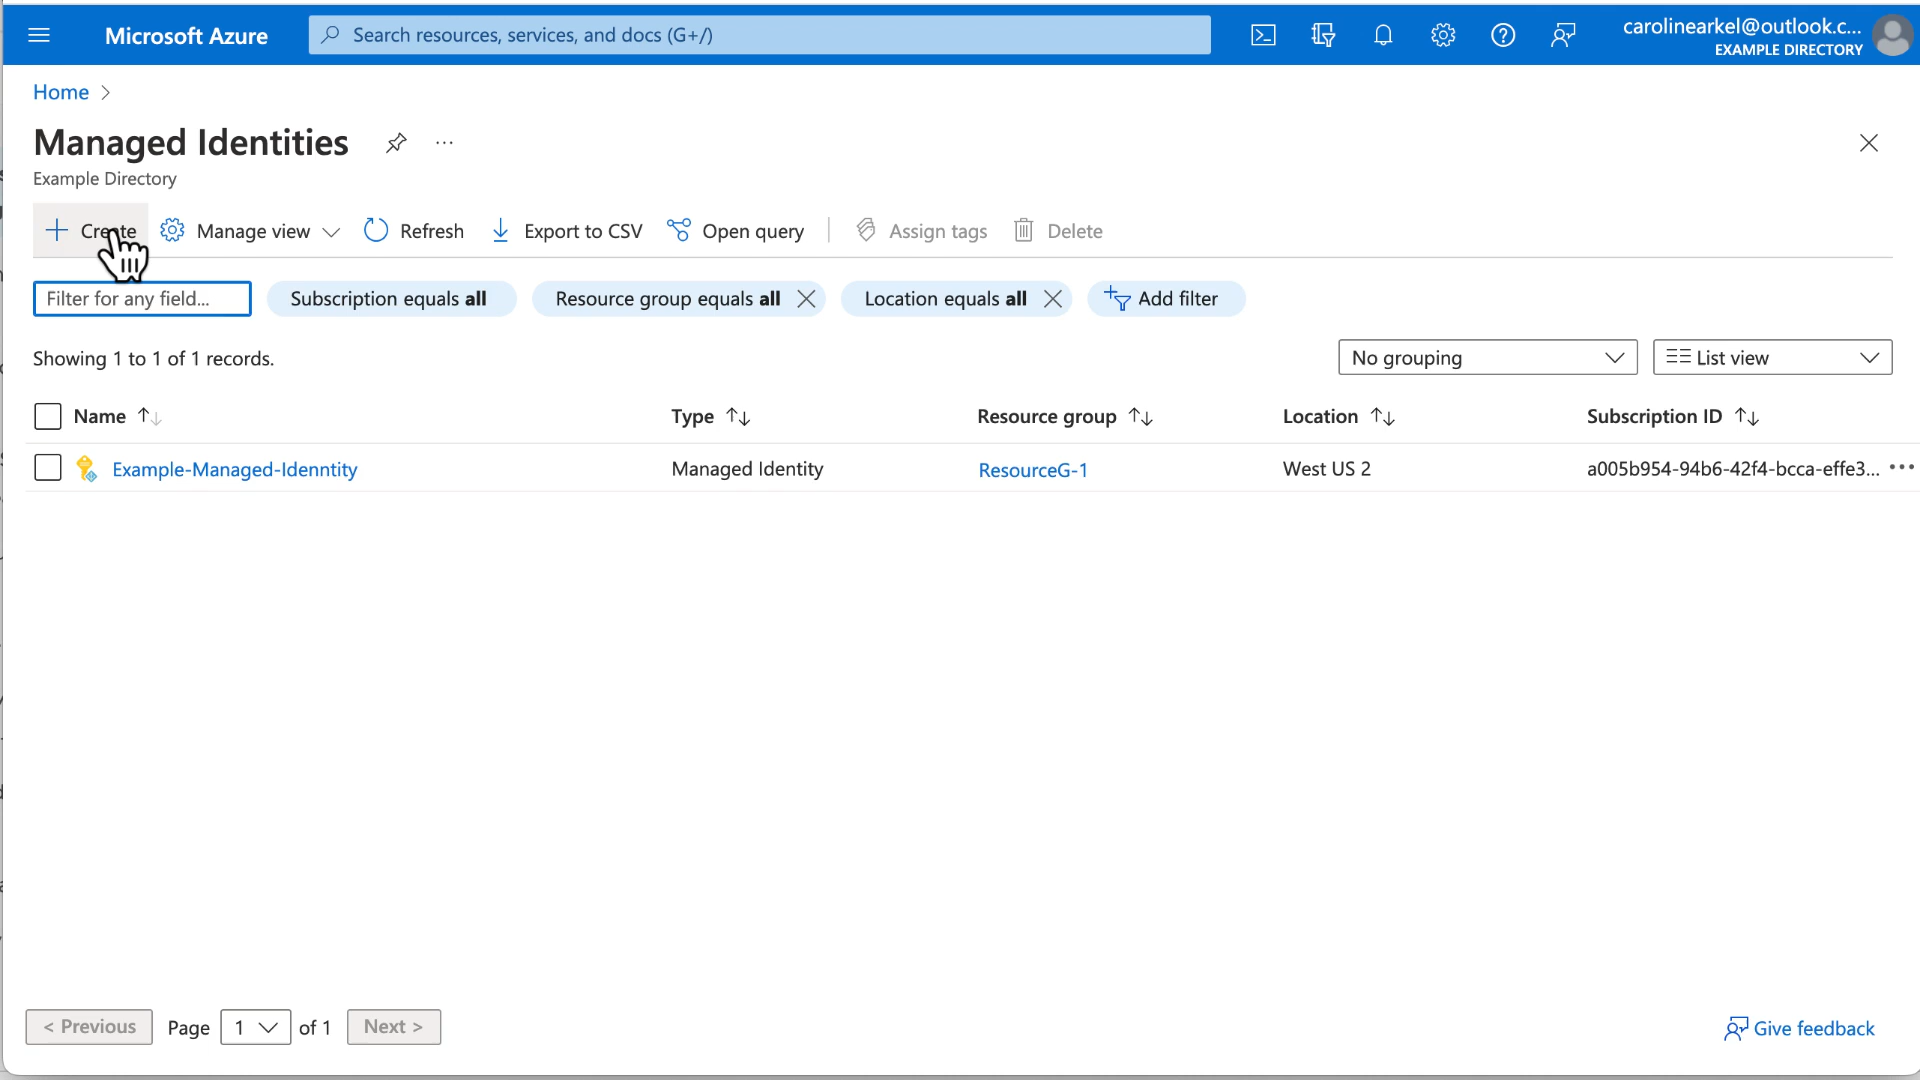 Microsoft Azure
Search resources, services, and docs (G+/)
carolinearkel@outlook.c...
EXAMPLE DIRECTORY
Home
Managed Identities
Example Directory
Create
Manage view
Refresh
Export to CSV
Open query
Assign tags
Delete
Filter for any field...
Subscription equals all
Resource group equals all
Location equals all
Add filter
Showing 1 to 1 of 1 records.
No grouping
List view
Name
Type
Resource group
Location
Subscription ID
Example-Managed-Idenntity
Managed Identity
ResourceG-1
West US 2
a005b954-94b6-42f4-bcca-effe3...
< Previous
Page
1
of 1
Next >
Give feedback